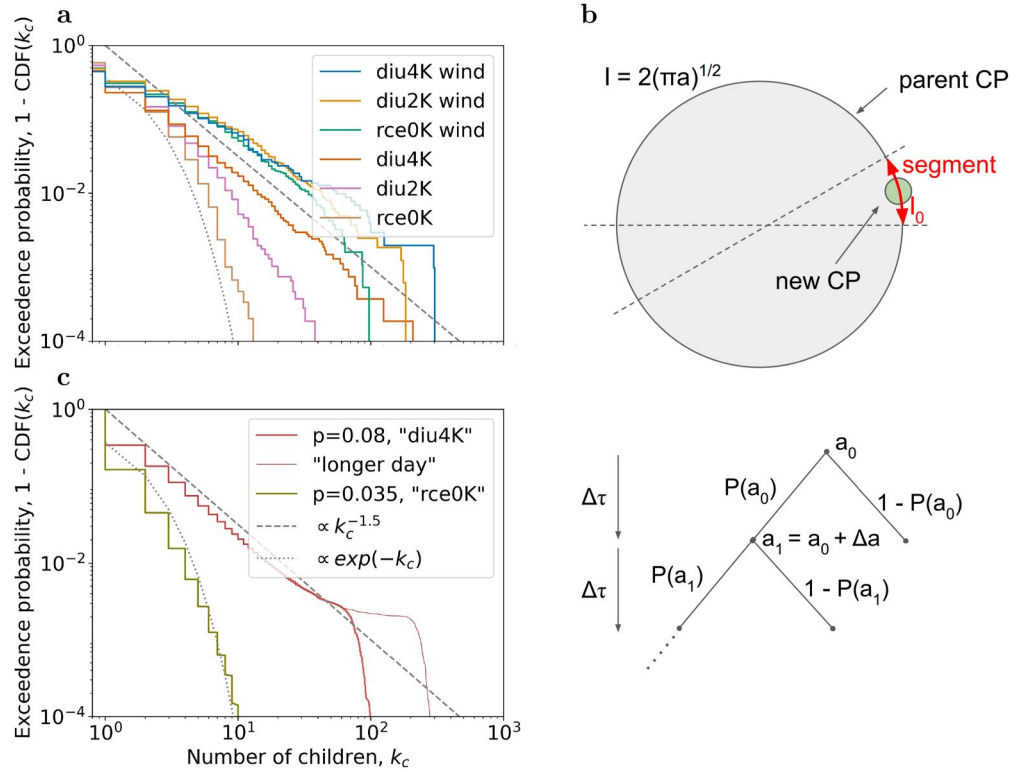 a
Exceedence probability, 1 - CDF(k_c)
10^0
10^-2
10^-4
diu4K wind
diu2K wind
rce0K wind
diu4K
diu2K
rce0K
b
l = 2(πa)^1/2
parent CP
segment
l_0
new CP
c
Exceedence probability, 1 - CDF(k_c)
10^0
10^-2
10^-4
p=0.08, "diu4K"
"longer day"
p=0.035, "rce0K"
∝ k_c^-1.5
∝ exp(−k_c)
10^0
10^1
10^2
10^3
Number of children, k_c
a_0
Δτ
P(a_0)
1 - P(a_0)
a_1 = a_0 + Δa
Δτ
P(a_1)
1 - P(a_1)